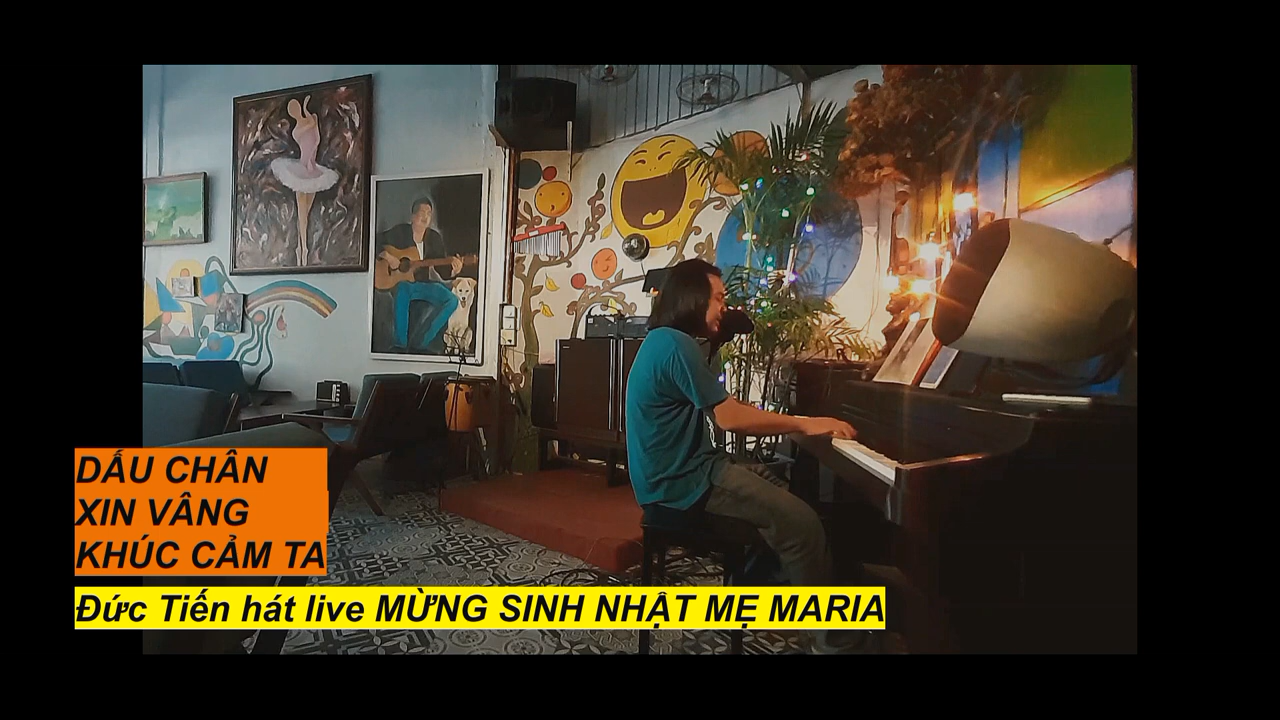 DẤU CHÂN
XIN VÂNG
KHÚC CẢM TẠ
Đức Tiến hát live MỪNG SINH NHẬT MẸ MARIA